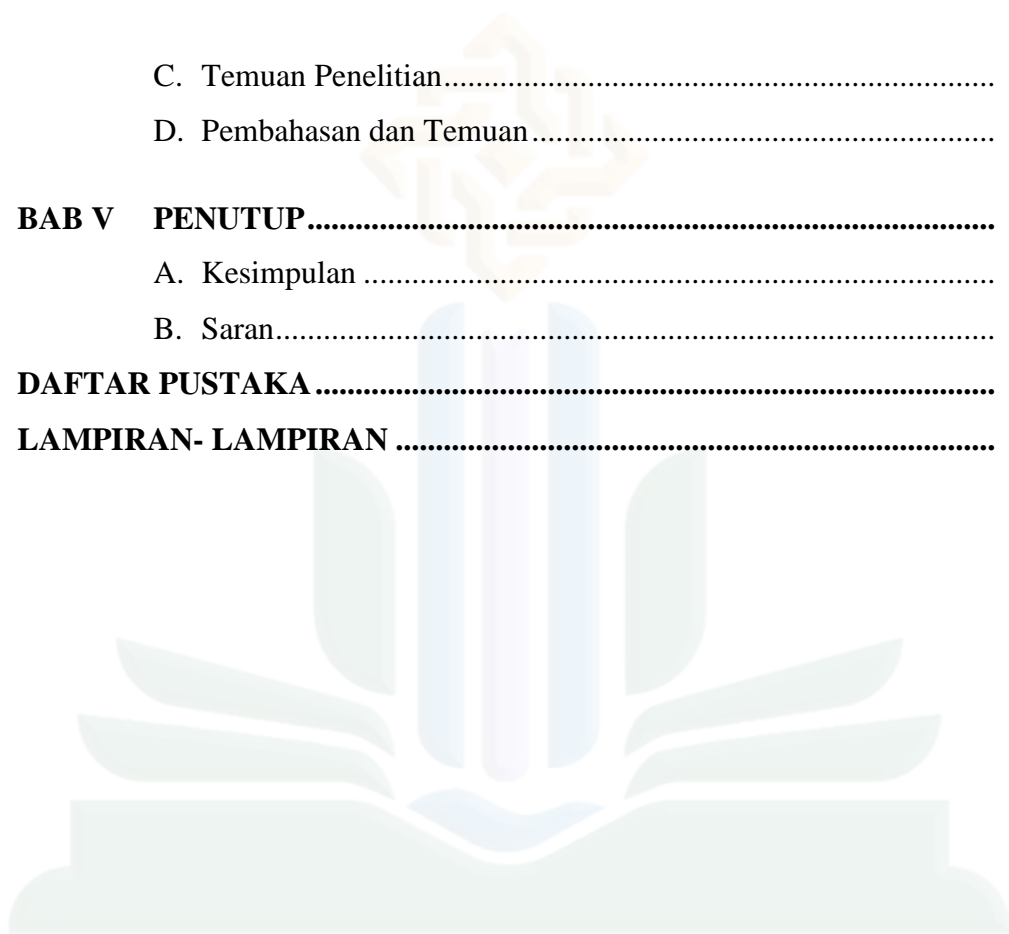 C. Temuan Penelitian.....................................................................
D. Pembahasan dan Temuan..........................................................
BAB V PENUTUP......................................................................................
A. Kesimpulan ...............................................................................
B. Saran..........................................................................................
DAFTAR PUSTAKA.....................................................................................
LAMPIRAN- LAMPIRAN ...........................................................................